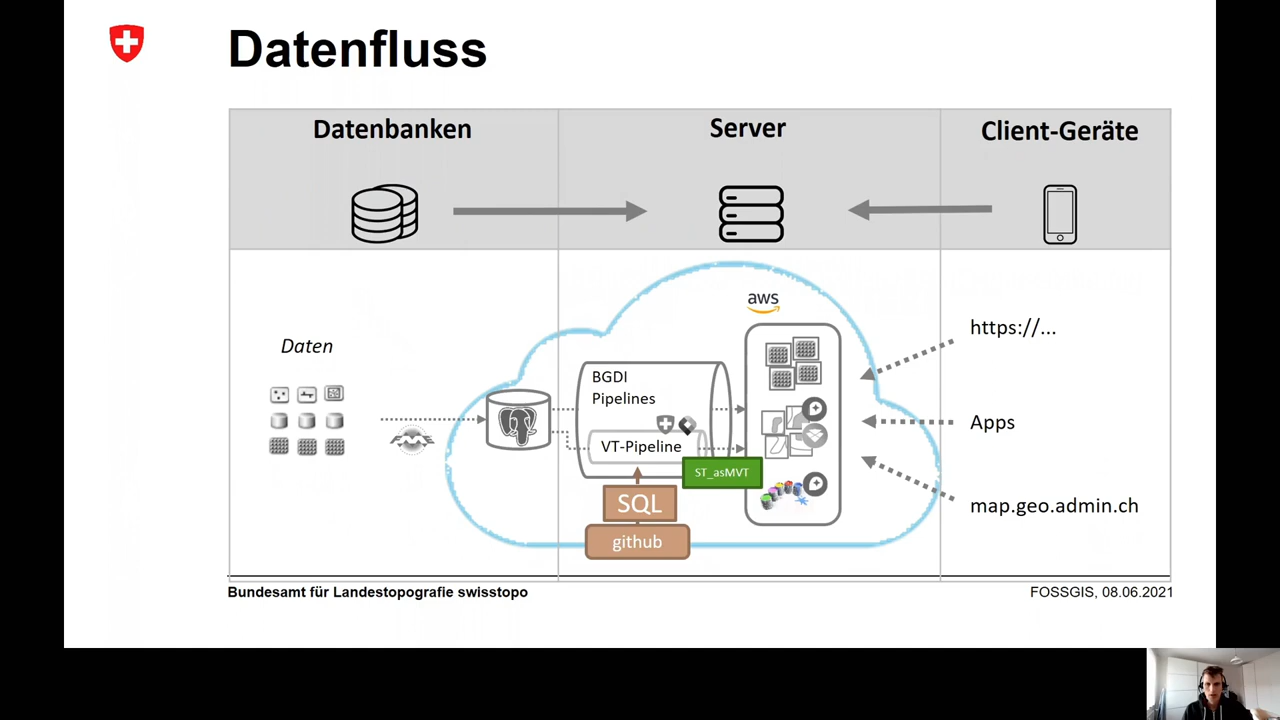 Datenfluss
Datenbanken
Server
Client-Geräte
aws
Daten
https://...
BGDI
Pipelines
FME
VT-Pipeline
Apps
ST_asMVT
SQL
map.geo.admin.ch
github
Bundesamt für Landestopografie swisstopo
FOSSGIS, 08.06.2021